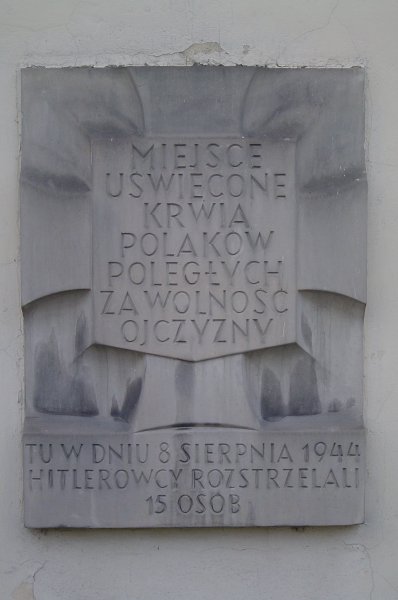 MIEJSCE
UŚWIĘCONE
KRWIĄ
POLAKÓW
POLEGŁYCH
ZA WOLNOŚĆ
OJCZYZNY
TU W DNIU 8 SIERPNIA 1944
HITLEROWCY ROZSTRZELALI
15 OSÓB